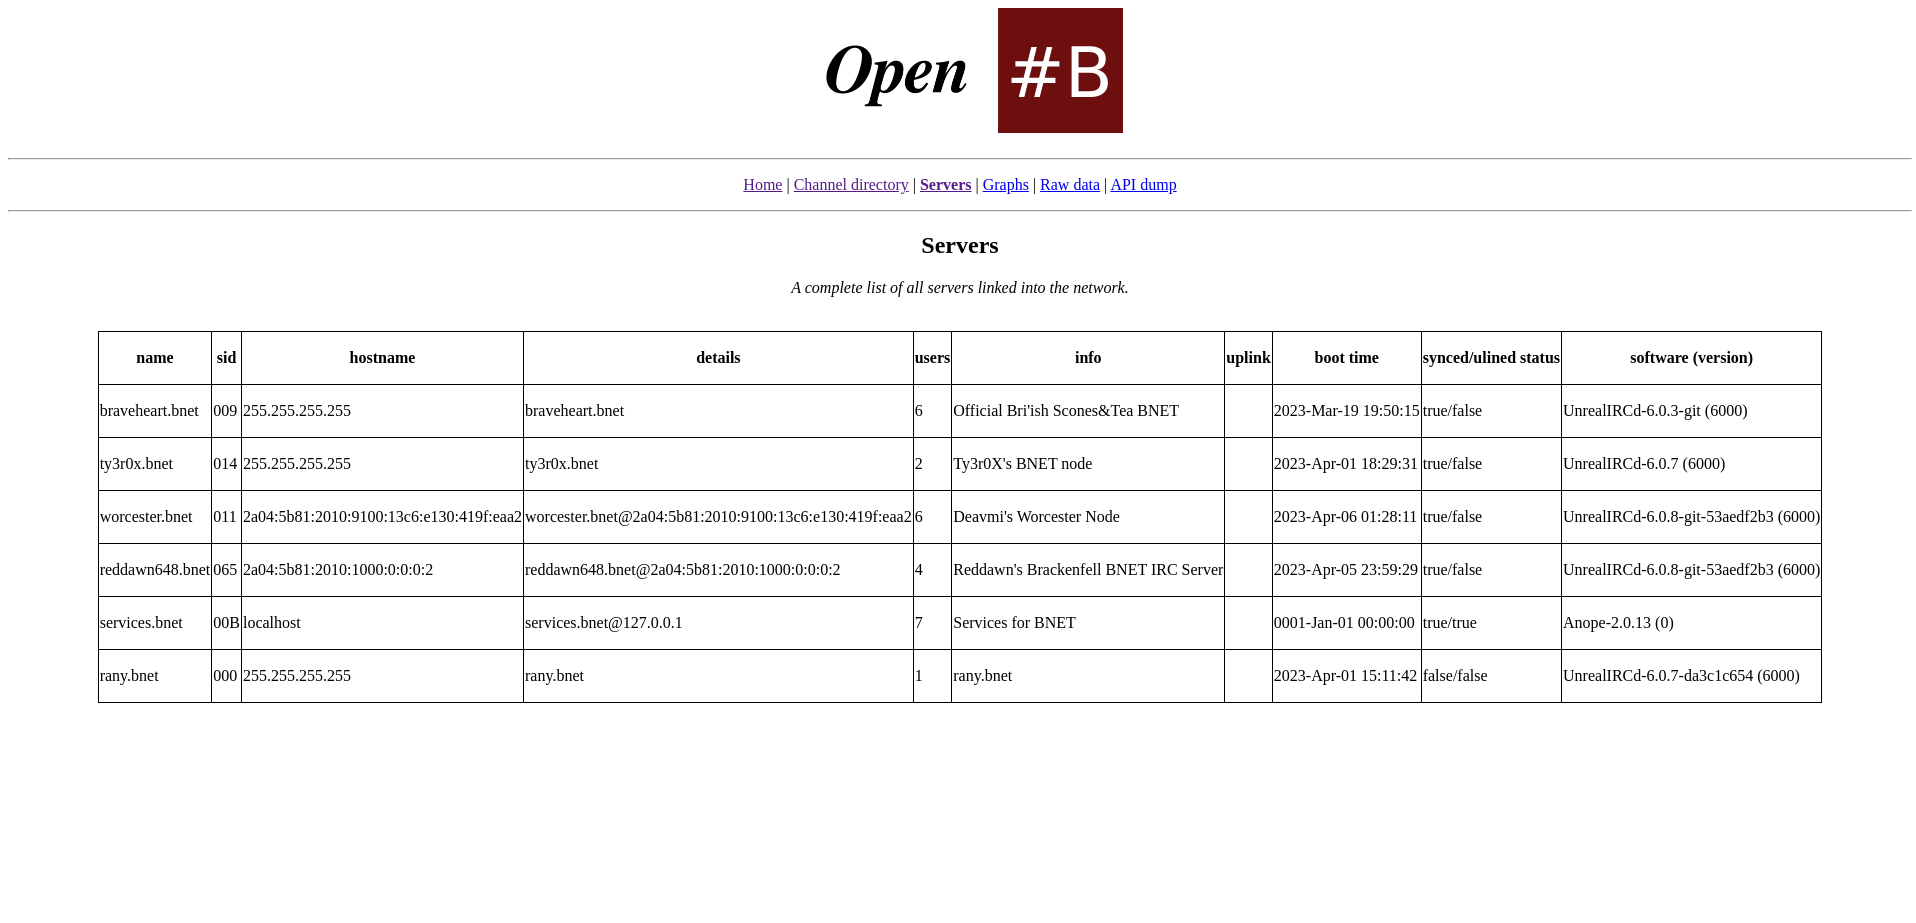 Open #B
Home | Channel directory | Servers | Graphs | Raw data | API dump
Servers
A complete list of all servers linked into the network.
name sid hostname details users info uplink boot time synced/ulined status software (version)
braveheart.bnet 009 255.255.255.255 braveheart.bnet 6 Official Bri'ish Scones&Tea BNET 2023-Mar-19 19:50:15 true/false UnrealIRCd-6.0.3-git (6000)
ty3r0x.bnet 014 255.255.255.255 ty3r0x.bnet 2 Ty3r0X's BNET node 2023-Apr-01 18:29:31 true/false UnrealIRCd-6.0.7 (6000)
worcester.bnet 011 2a04:5b81:2010:9100:13c6:e130:419f:eaa2 worcester.bnet@2a04:5b81:2010:9100:13c6:e130:419f:eaa2 6 Deavmi's Worcester Node 2023-Apr-06 01:28:11 true/false UnrealIRCd-6.0.8-git-53aedf2b3 (6000)
reddawn648.bnet 065 2a04:5b81:2010:1000:0:0:0:2 reddawn648.bnet@2a04:5b81:2010:1000:0:0:0:2 4 Reddawn's Brackenfell BNET IRC Server 2023-Apr-05 23:59:29 true/false UnrealIRCd-6.0.8-git-53aedf2b3 (6000)
services.bnet 00B localhost services.bnet@127.0.0.1 7 Services for BNET 0001-Jan-01 00:00:00 true/true Anope-2.0.13 (0)
rany.bnet 000 255.255.255.255 rany.bnet 1 rany.bnet 2023-Apr-01 15:11:42 false/false UnrealIRCd-6.0.7-da3c1c654 (6000)